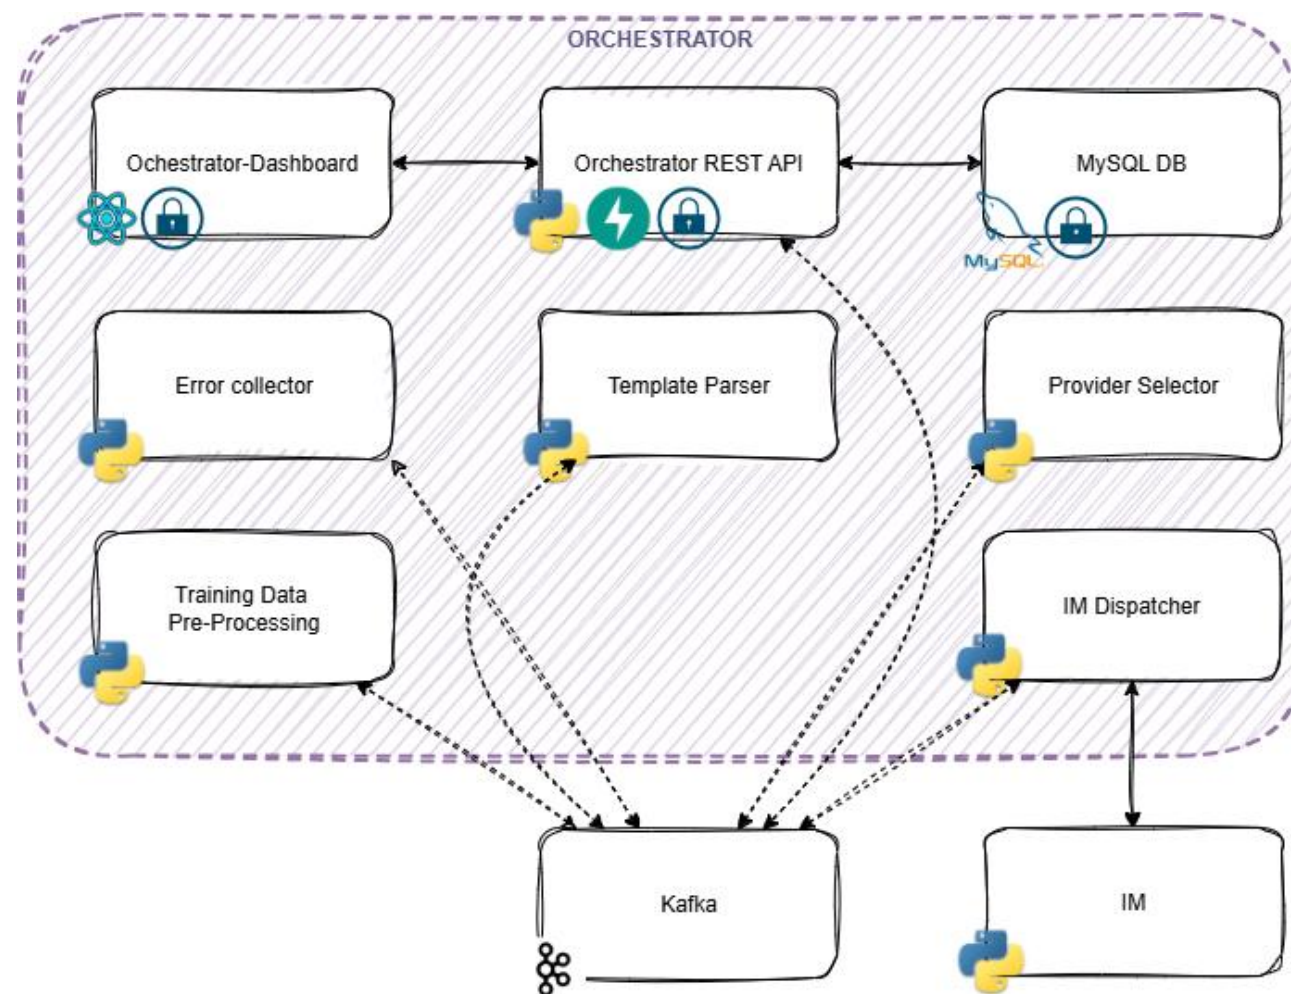 ORCHESTRATOR
Ochestrator-Dashboard
Orchestrator REST API
MySQL DB
MySQL
Error collector
Template Parser
Provider Selector
Training Data
Pre-Processing
IM Dispatcher
Kafka
IM